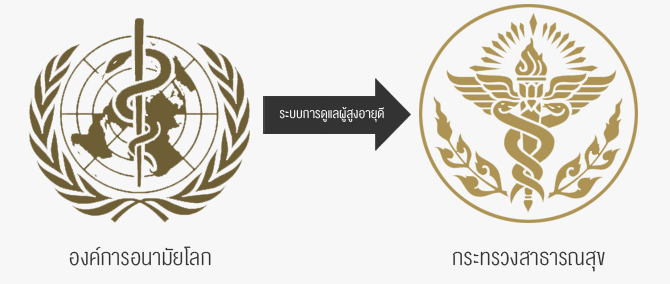 ระบบการดูแลผู้สูงอายุดี
องค์การอนามัยโลก
กระทรวงสาธารณสุข